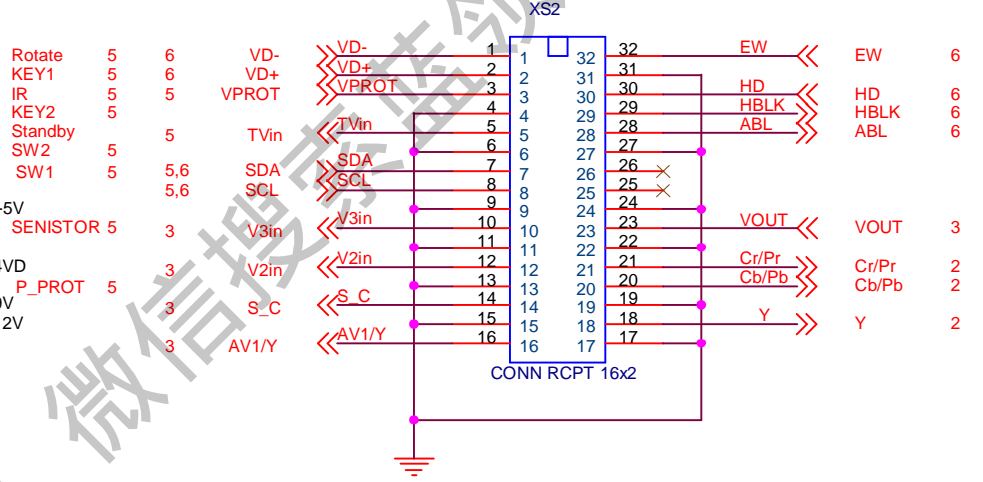 XS2
Rotate 5 6 VD- VD- 1 1 32 32 EW EW 6
KEY1 5 6 VD+ VD+ 2 2 31 31
IR 5 5 VPROT VPROT 3 3 30 30 HD HD 6
KEY2 5 4 4 29 29 HBLK HBLK 6
Standby 5 TVin TVin 5 5 28 28 ABL ABL 6
SW2 5 6 6 27 27
SW1 5 5,6 SDA SDA 7 7 26 26
5,6 SCL SCL 8 8 25 25
-5V 9 9 24 24
SENISTOR 5 3 V3in V3in 10 10 23 23 VOUT VOUT 3
11 11 22 22
VD 3 V2in V2in 12 12 21 21 Cr/Pr Cr/Pr 2
P_PROT 5 13 13 20 20 Cb/Pb Cb/Pb 2
V 3 S_C S_C 14 14 19 19
2V 15 15 18 18 Y Y 2
3 AV1/Y AV1/Y 16 16 17 17
CONN RCPT 16x2
微信搜索蓝领